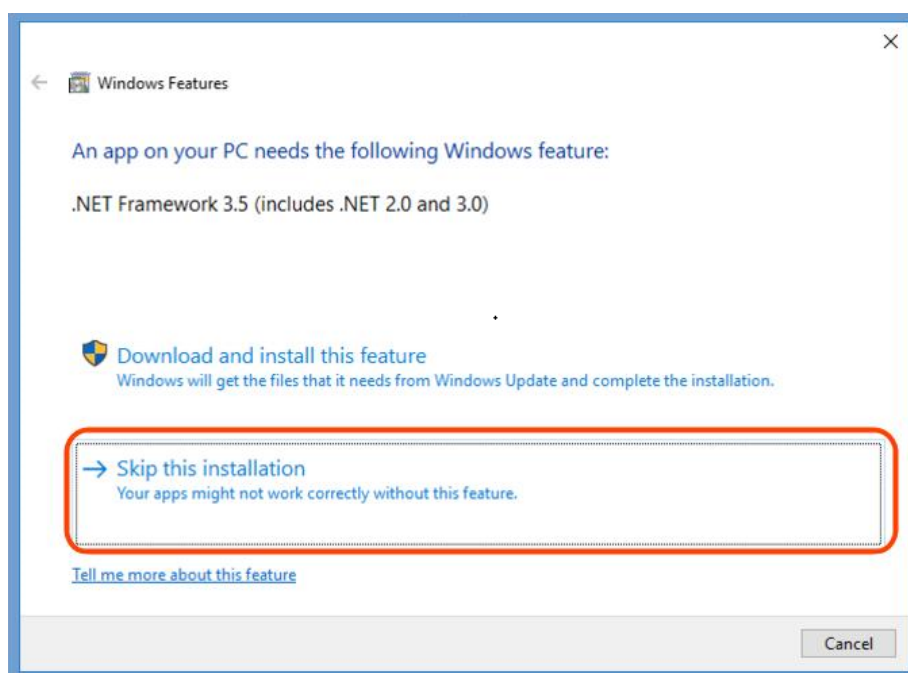 Windows Features
An app on your PC needs the following Windows feature:
.NET Framework 3.5 (includes .NET 2.0 and 3.0)
Download and install this feature
Windows will get the files that it needs from Windows Update and complete the installation.
Skip this installation
Your apps might not work correctly without this feature.
Tell me more about this feature
Cancel